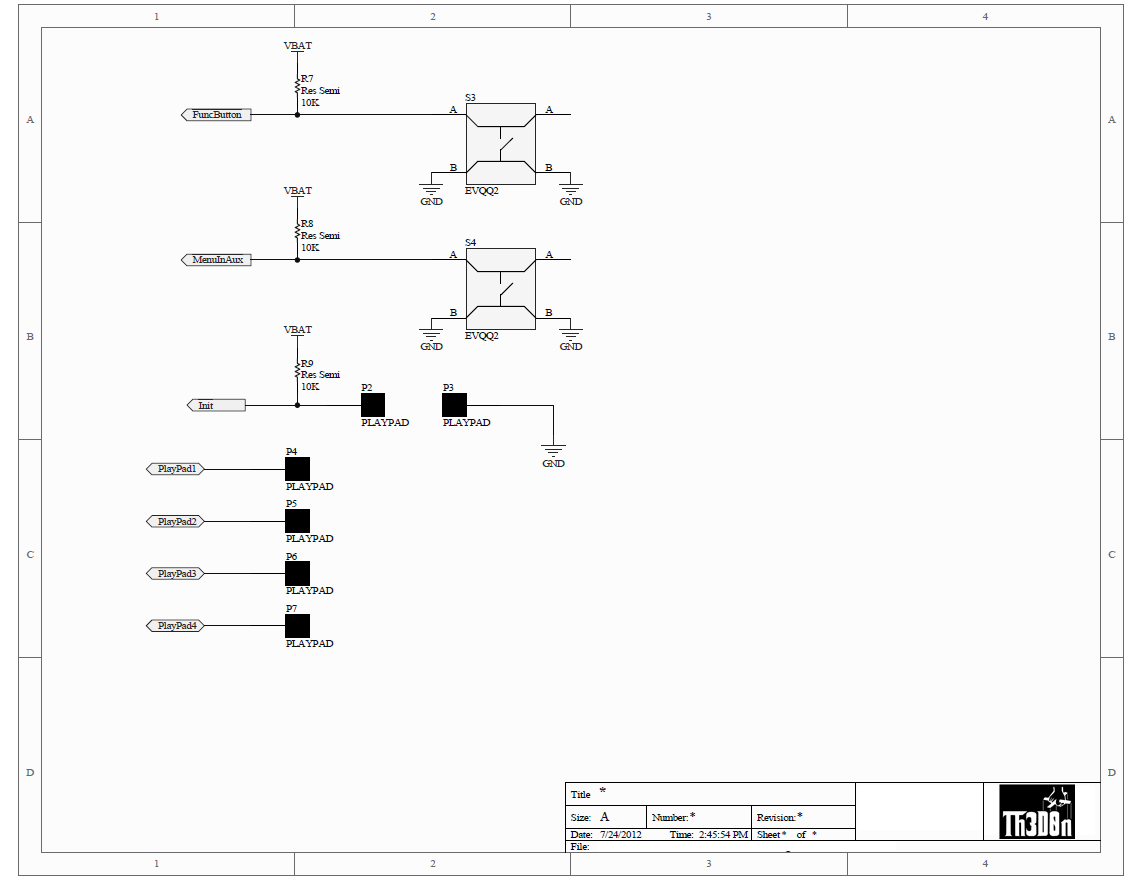 1 2 3 4
VBAT
R7
Res Semi
10K
FuncButton
S3
A A
B B
EVQQ2
GND GND
A A
VBAT
R8
Res Semi
10K
MenuInAux
S4
A A
B B
EVQQ2
GND GND
B B
VBAT
R9
Res Semi
10K
Init
P2
PLAYPAD
P3
PLAYPAD
GND
PlayPad1
P4
PLAYPAD
PlayPad2
P5
PLAYPAD
C C
PlayPad3
P6
PLAYPAD
PlayPad4
P7
PLAYPAD
D D
Title *
Size: A Number:* Revision:*
Date: 7/24/2012 Time: 2:45:54 PM Sheet* of *
File:
Th3D0n
1 2 3 4